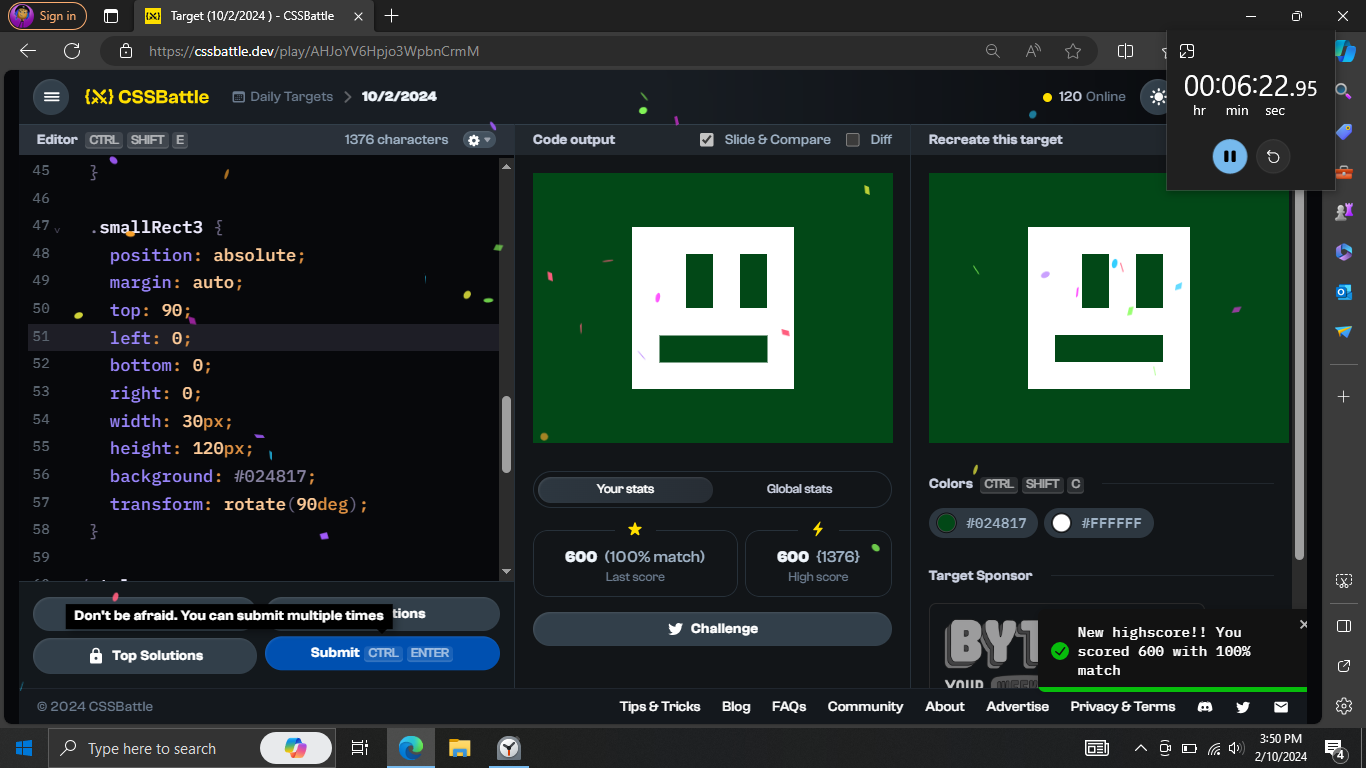 Sign in
Target (10/2/2024 ) - CSSBattle
https://cssbattle.dev/play/AHJoYV6Hpjo3WpbnCrmM
00:06:22.95
hr min sec
{X} CSSBattle
Daily Targets > 10/2/2024
120 Online
Editor CTRL SHIFT E
1376 characters
Code output
Slide & Compare
Diff
Recreate this target
45 }
46
47 .smallRect3 {
48 position: absolute;
49 margin: auto;
50 top: 90;
51 left: 0;
52 bottom: 0;
53 right: 0;
54 width: 30px;
55 height: 120px;
56 background: #024817;
57 transform: rotate(90deg);
58 }
59
Your stats
Global stats
600 (100% match)
Last score
600 {1376}
High score
Challenge
Colors CTRL SHIFT C
#024817
#FFFFFF
Target Sponsor
Don't be afraid. You can submit multiple times
Top Solutions
Submit CTRL ENTER
New highscore!! You
scored 600 with 100%
match
© 2024 CSSBattle
Tips & Tricks
Blog
FAQs
Community
About
Advertise
Privacy & Terms
Type here to search
3:50 PM
2/10/2024
4